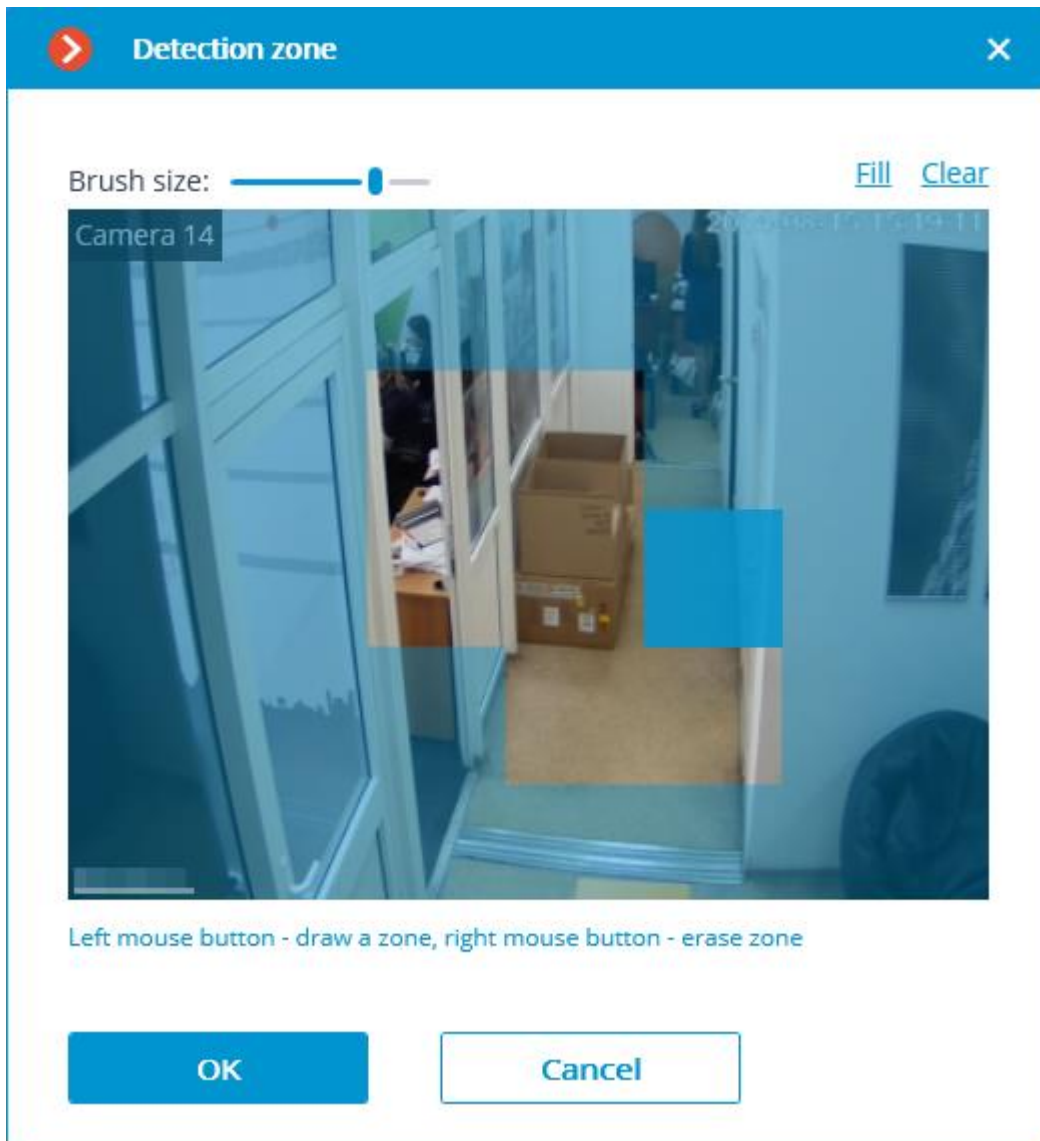 Detection zone
Brush size:
Fill Clear
Camera 14
Left mouse button - draw a zone, right mouse button - erase zone
OK
Cancel